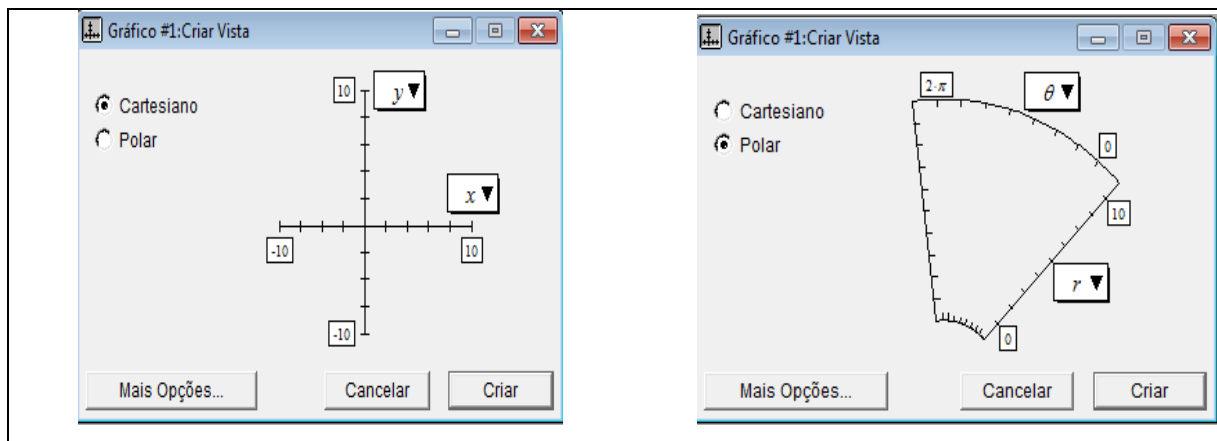 Gráfico #1:Criar Vista
Cartesiano
Polar
10
y
x
-10
10
-10
Mais Opções...
Cancelar
Criar
Gráfico #1:Criar Vista
Cartesiano
Polar
2·π
θ
0
10
r
0
Mais Opções...
Cancelar
Criar